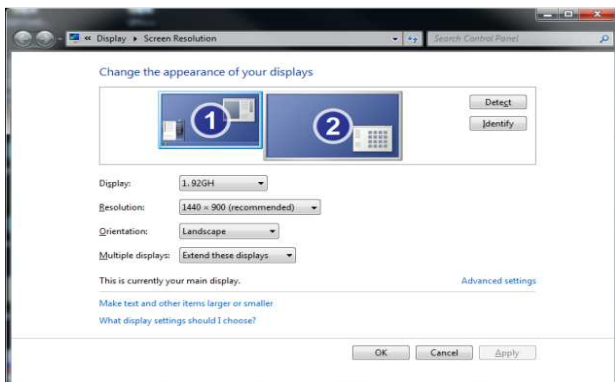 « Display ▸ Screen Resolution Search Control Panel
Change the appearance of your displays
1 2
Detect
Identify
Display: 1. 92GH
Resolution: 1440 × 900 (recommended)
Orientation: Landscape
Multiple displays: Extend these displays
This is currently your main display. Advanced settings
Make text and other items larger or smaller
What display settings should I choose?
OK Cancel Apply